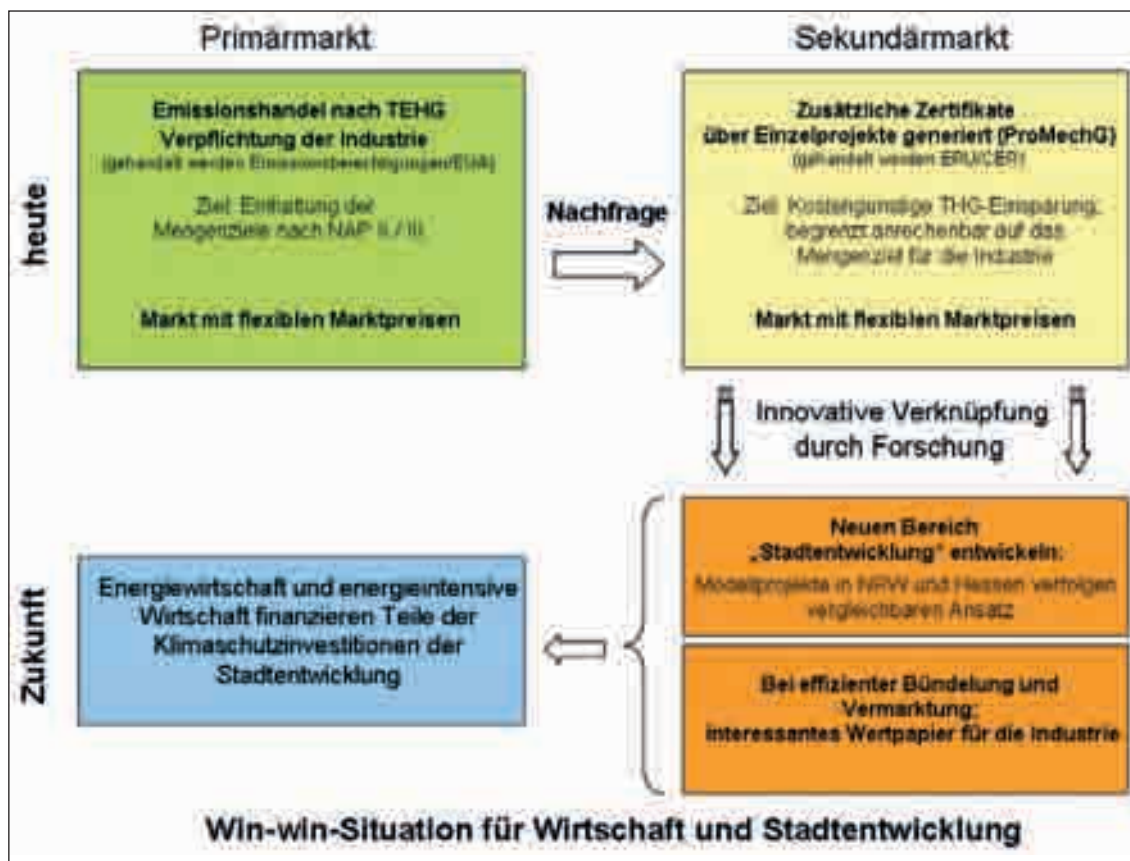 Primärmarkt
Sekundärmarkt
heute
Emissionshandel nach TEHG
Verpflichtung der Industrie
(gehandelt werden Emissionsberechtigungen/EUA)
Ziel: Einhaltung der
Mengenziele nach NAP II / III
Markt mit flexiblen Marktpreisen
Nachfrage
Zusätzliche Zertifikate
über Einzelprojekte generiert (ProMechG)
(gehandelt werden ERU/CER)
Ziel: Kostengünstige THG-Einsparung,
begrenzt anrechenbar auf das
Mengenziel für die Industrie
Markt mit flexiblen Marktpreisen
Innovative Verknüpfung
durch Forschung
Zukunft
Energiewirtschaft und energieintensive
Wirtschaft finanzieren Teile der
Klimaschutzinvestitionen der
Stadtentwicklung
Neuen Bereich
„Stadtentwicklung“ entwickeln:
Modellprojekte in NRW und Hessen verfolgen
vergleichbaren Ansatz
Bei effizienter Bündelung und
Vermarktung:
interessantes Wertpapier für die Industrie
Win-win-Situation für Wirtschaft und Stadtentwicklung